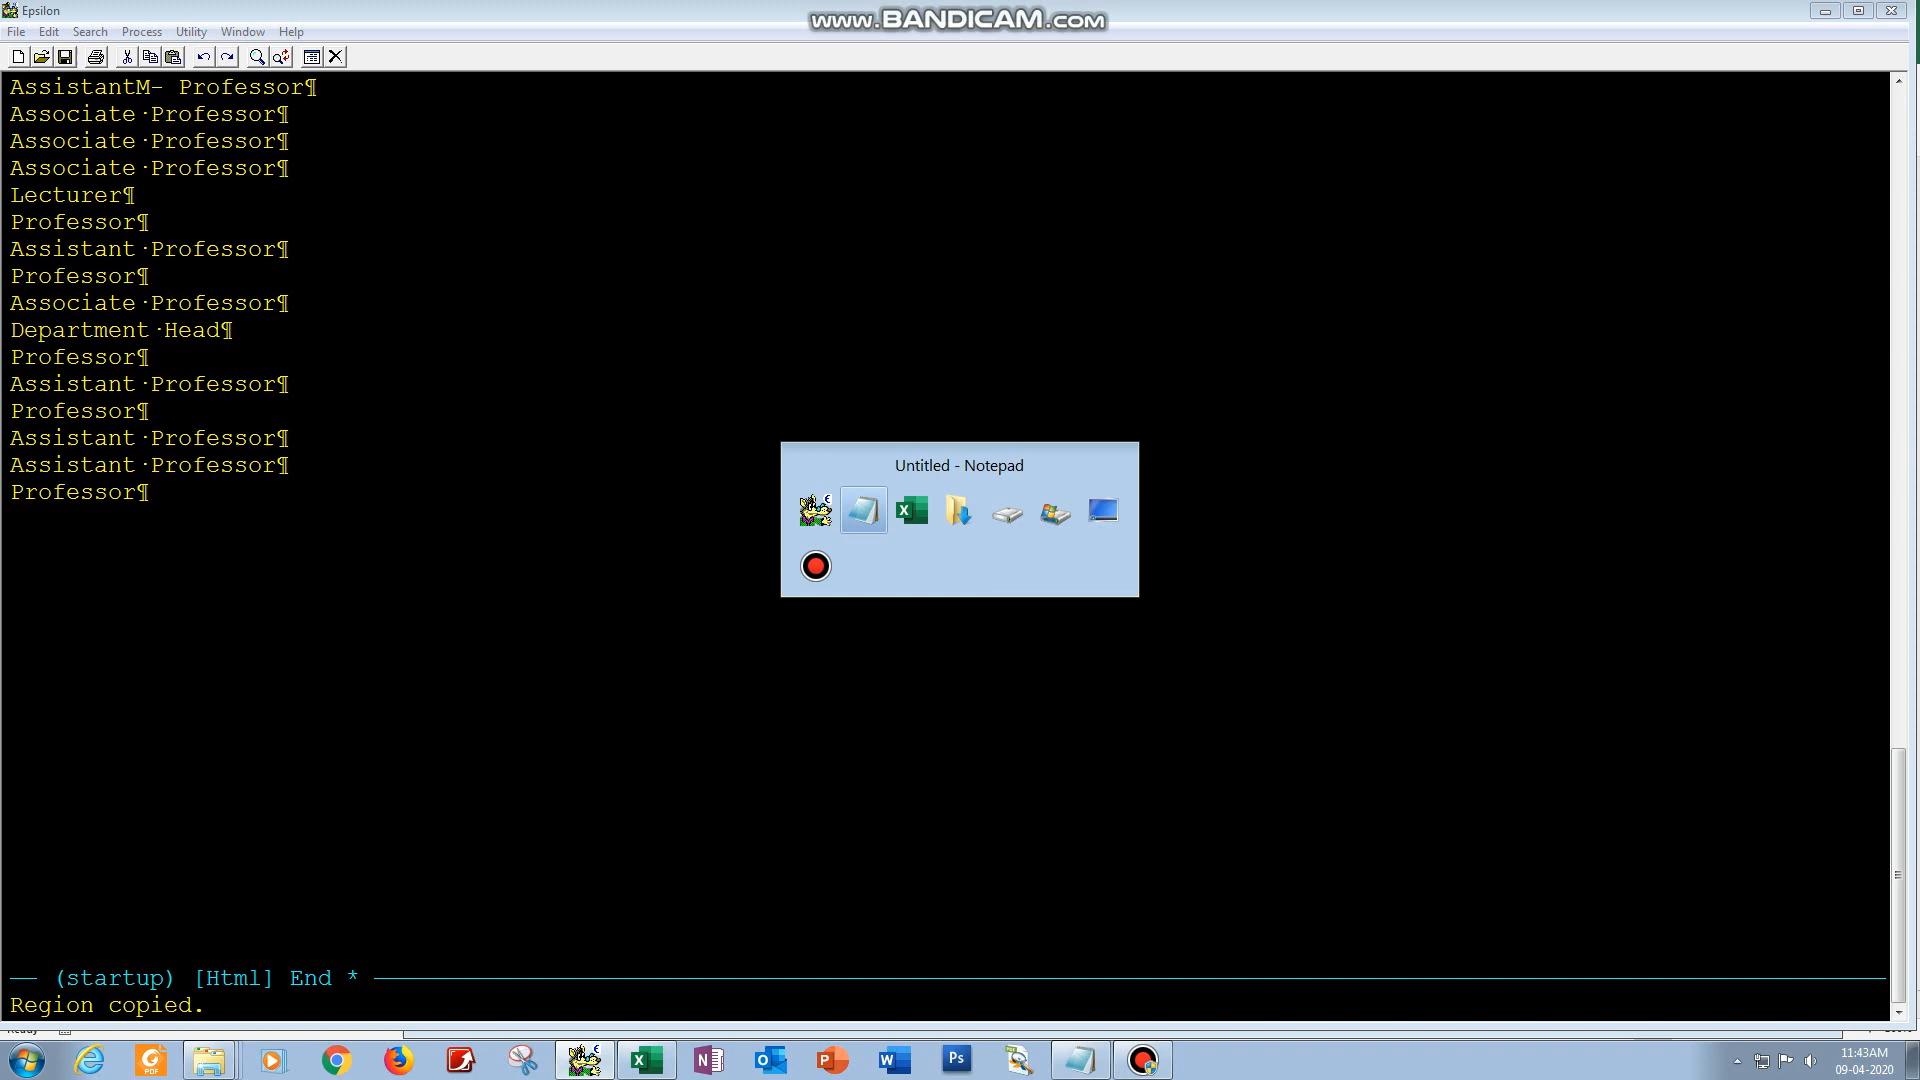 Epsilon
www.BANDICAM.com
File Edit Search Process Utility Window Help
AssistantM- Professor¶
Associate·Professor¶
Associate·Professor¶
Associate·Professor¶
Lecturer¶
Professor¶
Assistant·Professor¶
Professor¶
Associate·Professor¶
Department·Head¶
Professor¶
Assistant·Professor¶
Professor¶
Assistant·Professor¶
Assistant·Professor¶
Professor¶
Untitled - Notepad
(startup) [Html] End *
Region copied.
PDF
Ps
11:43AM
09-04-2020